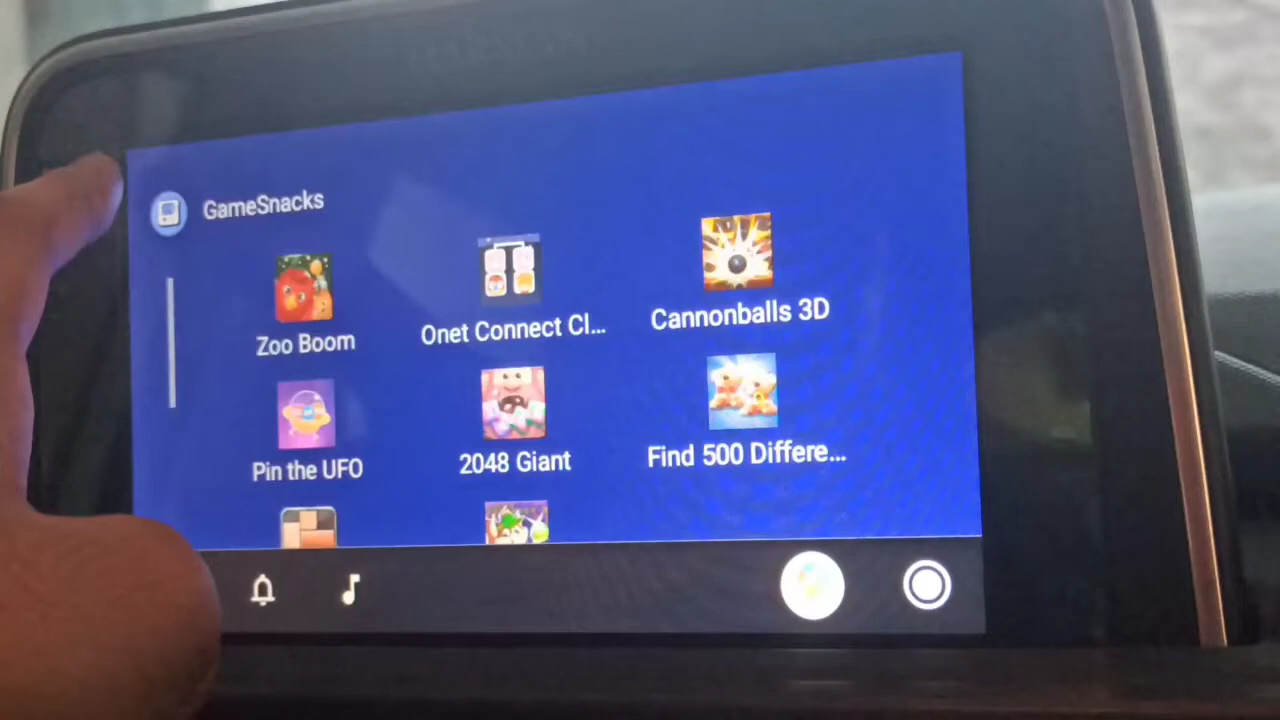 GameSnacks
Zoo Boom
Onet Connect Cl...
Cannonballs 3D
Pin the UFO
2048 Giant
Find 500 Differe...